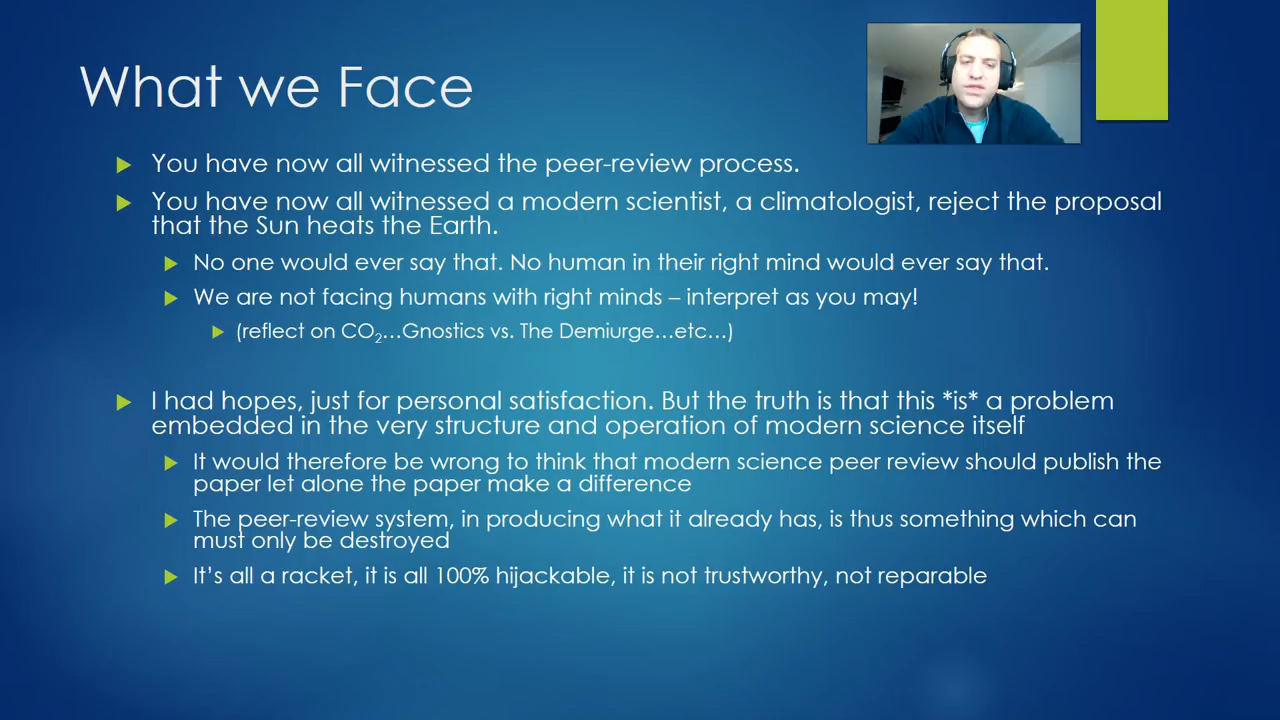 What we Face
You have now all witnessed the peer-review process.
You have now all witnessed a modern scientist, a climatologist, reject the proposal
that the Sun heats the Earth.
No one would ever say that. No human in their right mind would ever say that.
We are not facing humans with right minds – interpret as you may!
(reflect on CO₂…Gnostics vs. The Demiurge…etc…)
I had hopes, just for personal satisfaction. But the truth is that this *is* a problem
embedded in the very structure and operation of modern science itself
It would therefore be wrong to think that modern science peer review should publish the
paper let alone the paper make a difference
The peer-review system, in producing what it already has, is thus something which can
must only be destroyed
It's all a racket, it is all 100% hijackable, it is not trustworthy, not reparable